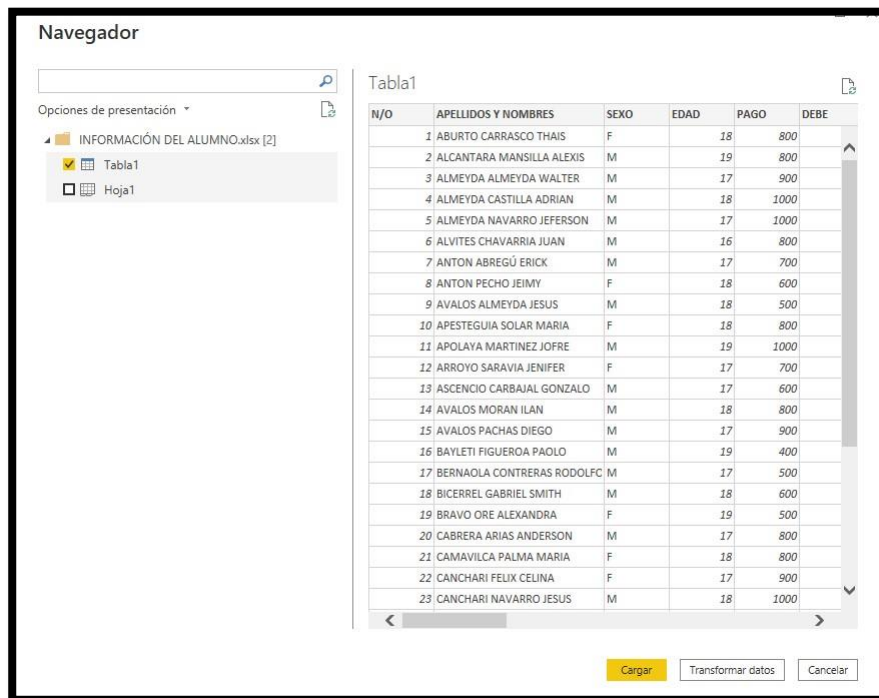 Navegador
Opciones de presentación
INFORMACIÓN DEL ALUMNO.xlsx [2]
Tabla1
Hoja1
Tabla1
N/O APELLIDOS Y NOMBRES SEXO EDAD PAGO DEBE
1 ABURTO CARRASCO THAIS F 18 800
2 ALCANTARA MANSILLA ALEXIS M 19 800
3 ALMEYDA ALMEYDA WALTER M 17 900
4 ALMEYDA CASTILLA ADRIAN M 18 1000
5 ALMEYDA NAVARRO JEFERSON M 17 1000
6 ALVITES CHAVARRIA JUAN M 16 800
7 ANTON ABREGÚ ERICK M 17 700
8 ANTON PECHO JEIMY F 18 600
9 AVALOS ALMEYDA JESUS M 18 500
10 APESTEGUIA SOLAR MARIA F 18 800
11 APOLAYA MARTINEZ JOFRE M 19 1000
12 ARROYO SARAVIA JENIFER F 17 700
13 ASCENCIO CARBAJAL GONZALO M 17 600
14 AVALOS MORAN ILAN M 18 800
15 AVALOS PACHAS DIEGO M 17 900
16 BAYLETI FIGUEROA PAOLO M 19 400
17 BERNAOLA CONTRERAS RODOLFO M 17 500
18 BICERREL GABRIEL SMITH M 18 600
19 BRAVO ORE ALEXANDRA F 19 500
20 CABRERA ARIAS ANDERSON M 17 800
21 CAMAVILCA PALMA MARIA F 18 800
22 CANCHARI FELIX CELINA F 17 900
23 CANCHARI NAVARRO JESUS M 18 1000
Cargar Transformar datos Cancelar